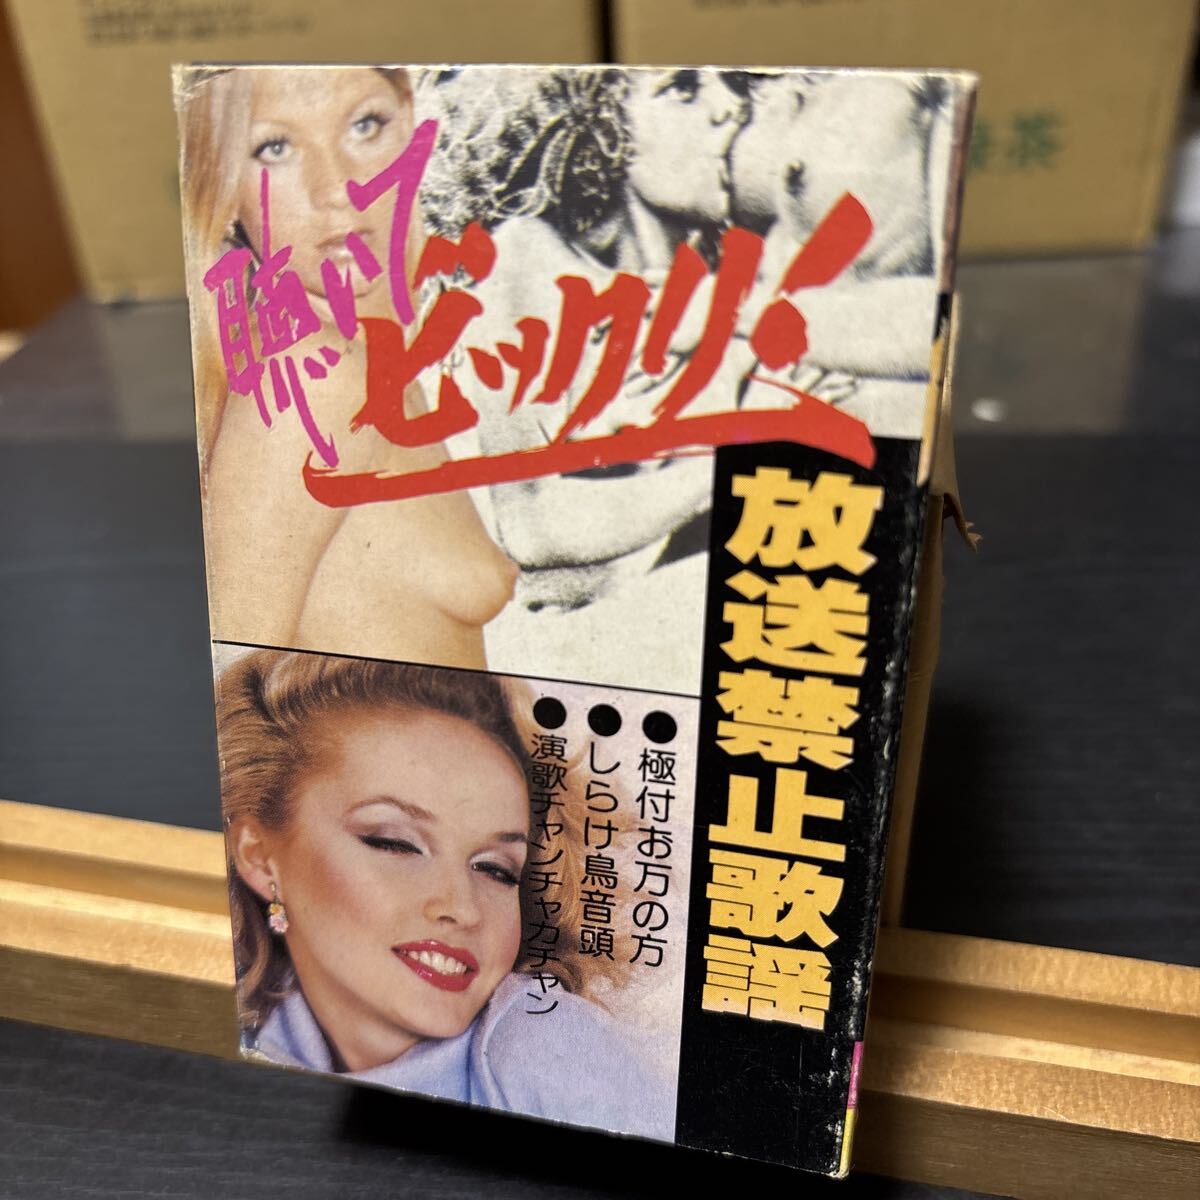 聴いて
ビックリ!
放送禁止歌謡
●極付お万の方
●しらけ鳥音頭
●演歌チャンチャカチャン
茶